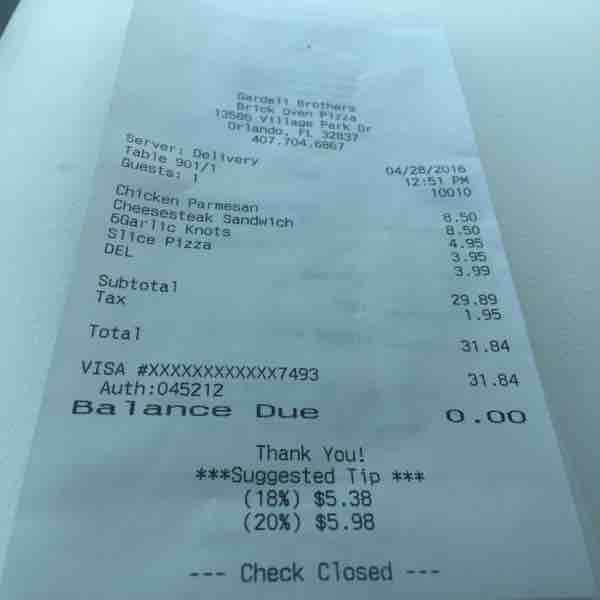 Gardell Brothers
Brick Oven Pizza
13586 Village Park Dr
Orlando, FL 32837
407.704.6867
Server: Delivery 04/28/2016
Table 901/1 12:51 PM
Guests: 1 10010
Chicken Parmesan 8.50
Cheesesteak Sandwich 8.50
6Garlic Knots 4.95
Slice Pizza 3.95
DEL 3.99
Subtotal 29.89
Tax 1.95
Total 31.84
VISA #XXXXXXXXXXXX7493 31.84
Auth:045212
Balance Due 0.00
Thank You!
***Suggested Tip ***
(18%) $5.38
(20%) $5.98
--- Check Closed ---